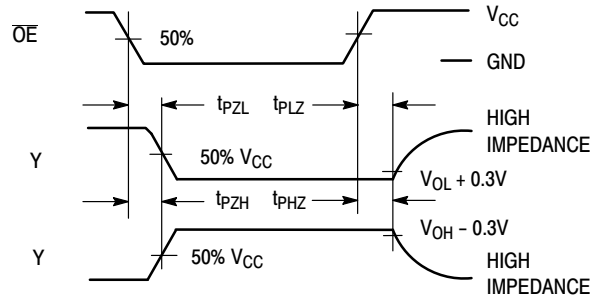 OE
50%
VCC
GND
tPZL
tPLZ
HIGH
IMPEDANCE
Y
50% VCC
VOL + 0.3V
tPZH
tPHZ
VOH − 0.3V
Y
50% VCC
HIGH
IMPEDANCE